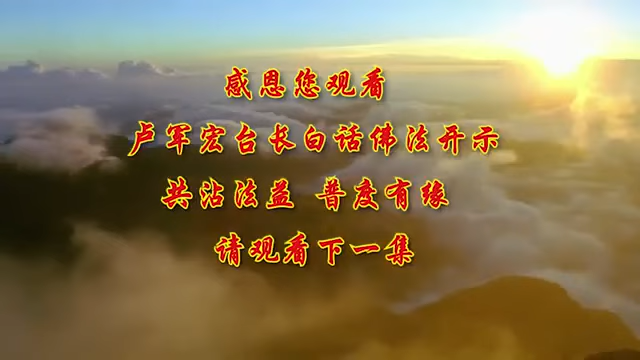 感恩您观看
卢军宏台长白话佛法开示
共沾法益 普度有缘
请观看下一集